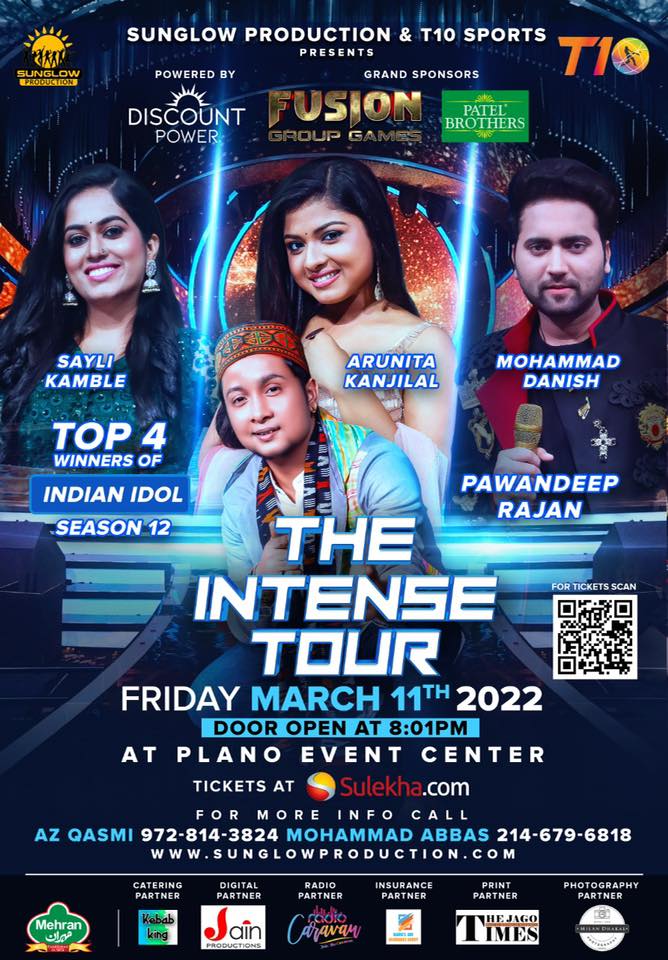 SUNGLOW PRODUCTION & T10 SPORTS
PRESENTS
SUNGLOW
PRODUCTION
T10
POWERED BY
GRAND SPONSORS
DISCOUNT
POWER
FUSION
GROUP GAMES
PATEL
BROTHERS
SAYLI
KAMBLE
ARUNITA
KANJILAL
MOHAMMAD
DANISH
TOP 4
WINNERS OF
INDIAN IDOL
SEASON 12
PAWANDEEP
RAJAN
THE
INTENSE
TOUR
FOR TICKETS SCAN
FRIDAY MARCH 11TH 2022
DOOR OPEN AT 8:01PM
AT PLANO EVENT CENTER
TICKETS AT Sulekha.com
FOR MORE INFO CALL
AZ QASMI 972-814-3824 MOHAMMAD ABBAS 214-679-6818
WWW.SUNGLOWPRODUCTION.COM
CATERING
PARTNER
DIGITAL
PARTNER
RADIO
PARTNER
INSURANCE
PARTNER
PRINT
PARTNER
PHOTOGRAPHY
PARTNER
Mehran
مہران
Kebab
king
Jain
PRODUCTIONS
radio
Caravan
THE JAGO
TIMES
MILAN DHAKAL
PHOTOGRAPHY